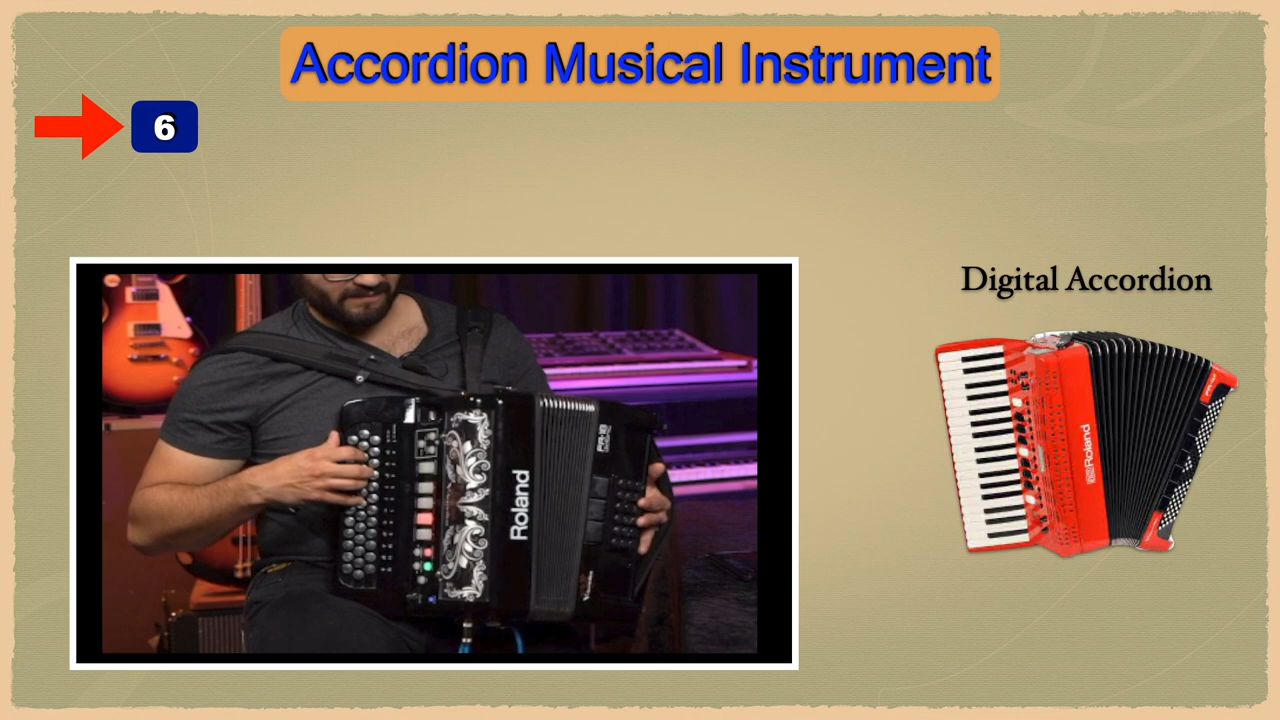 Accordion Musical Instrument
6
Digital Accordion
Roland
Roland